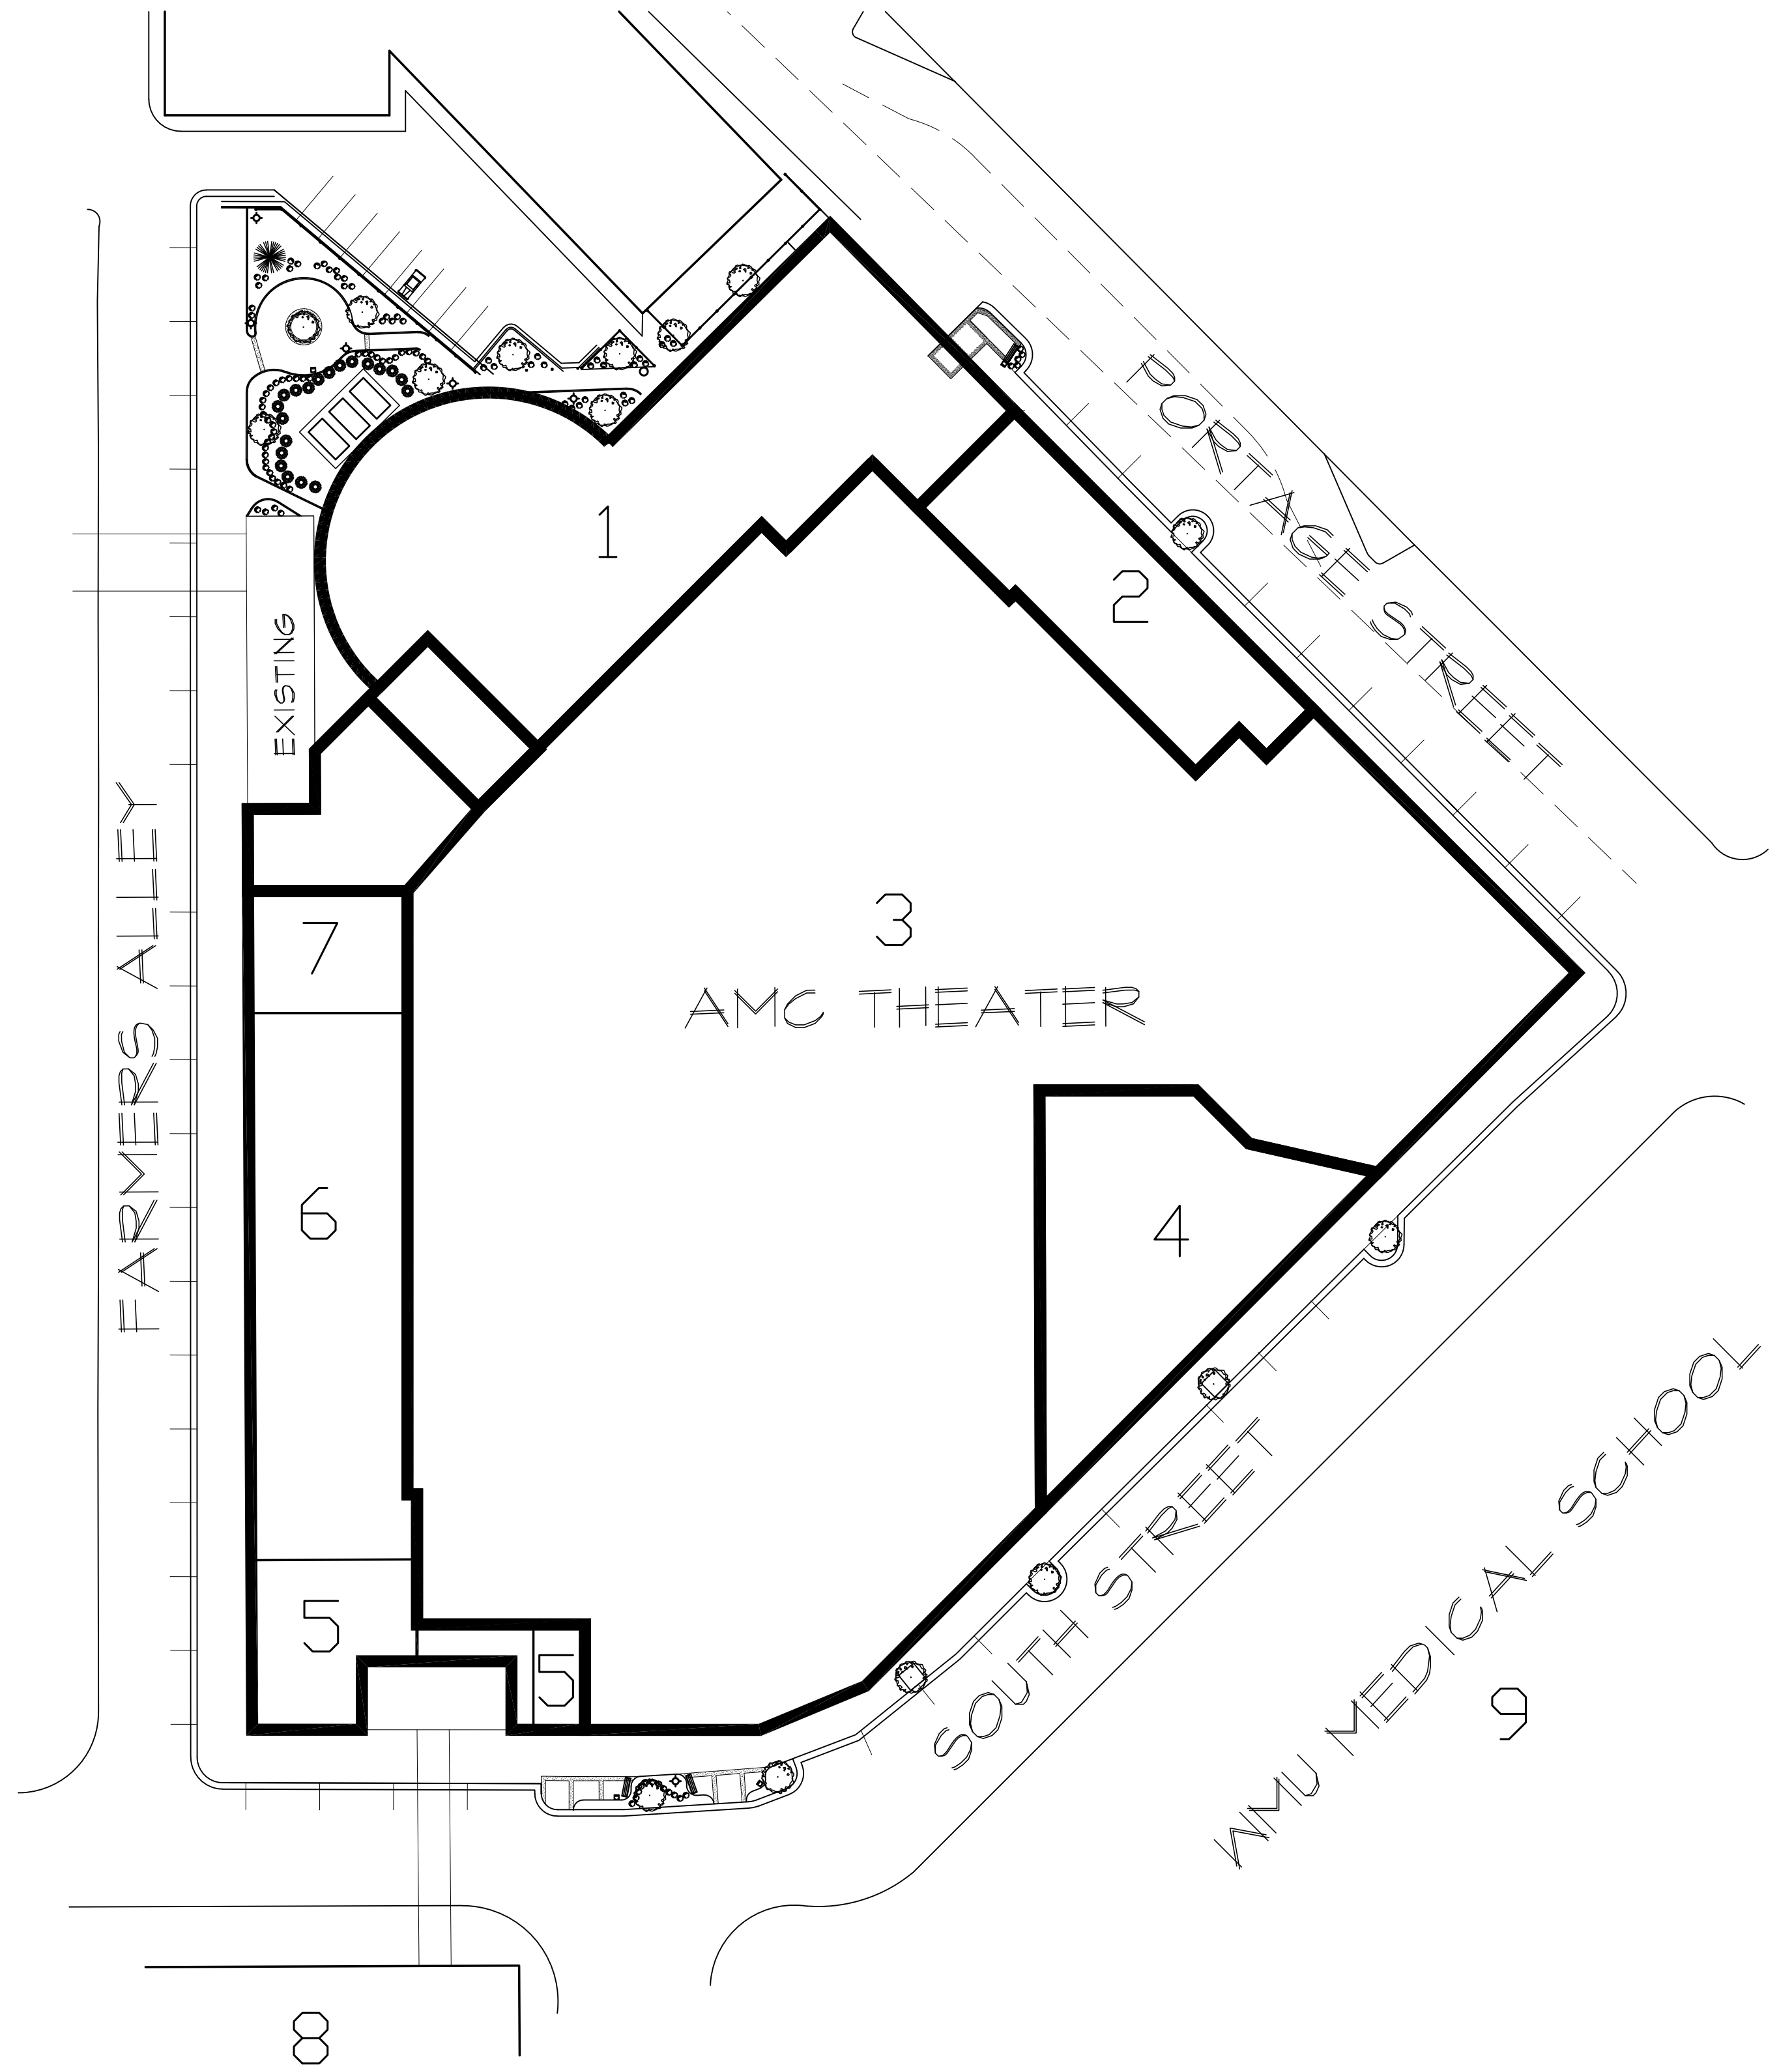 PORTAGE STREET
1
2
EXISTING
FARMERS ALLEY
7
3
AMC THEATER
6
4
5
5
SOUTH STREET
WMU MEDICAL SCHOOL
9
8